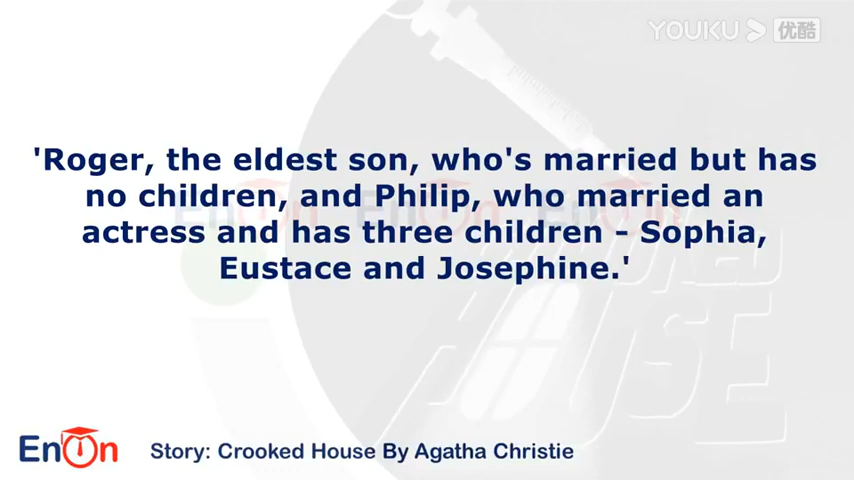 YOUKU 优酷
'Roger, the eldest son, who's married but has
no children, and Philip, who married an
actress and has three children - Sophia,
Eustace and Josephine.'
EnOn
Story: Crooked House By Agatha Christie